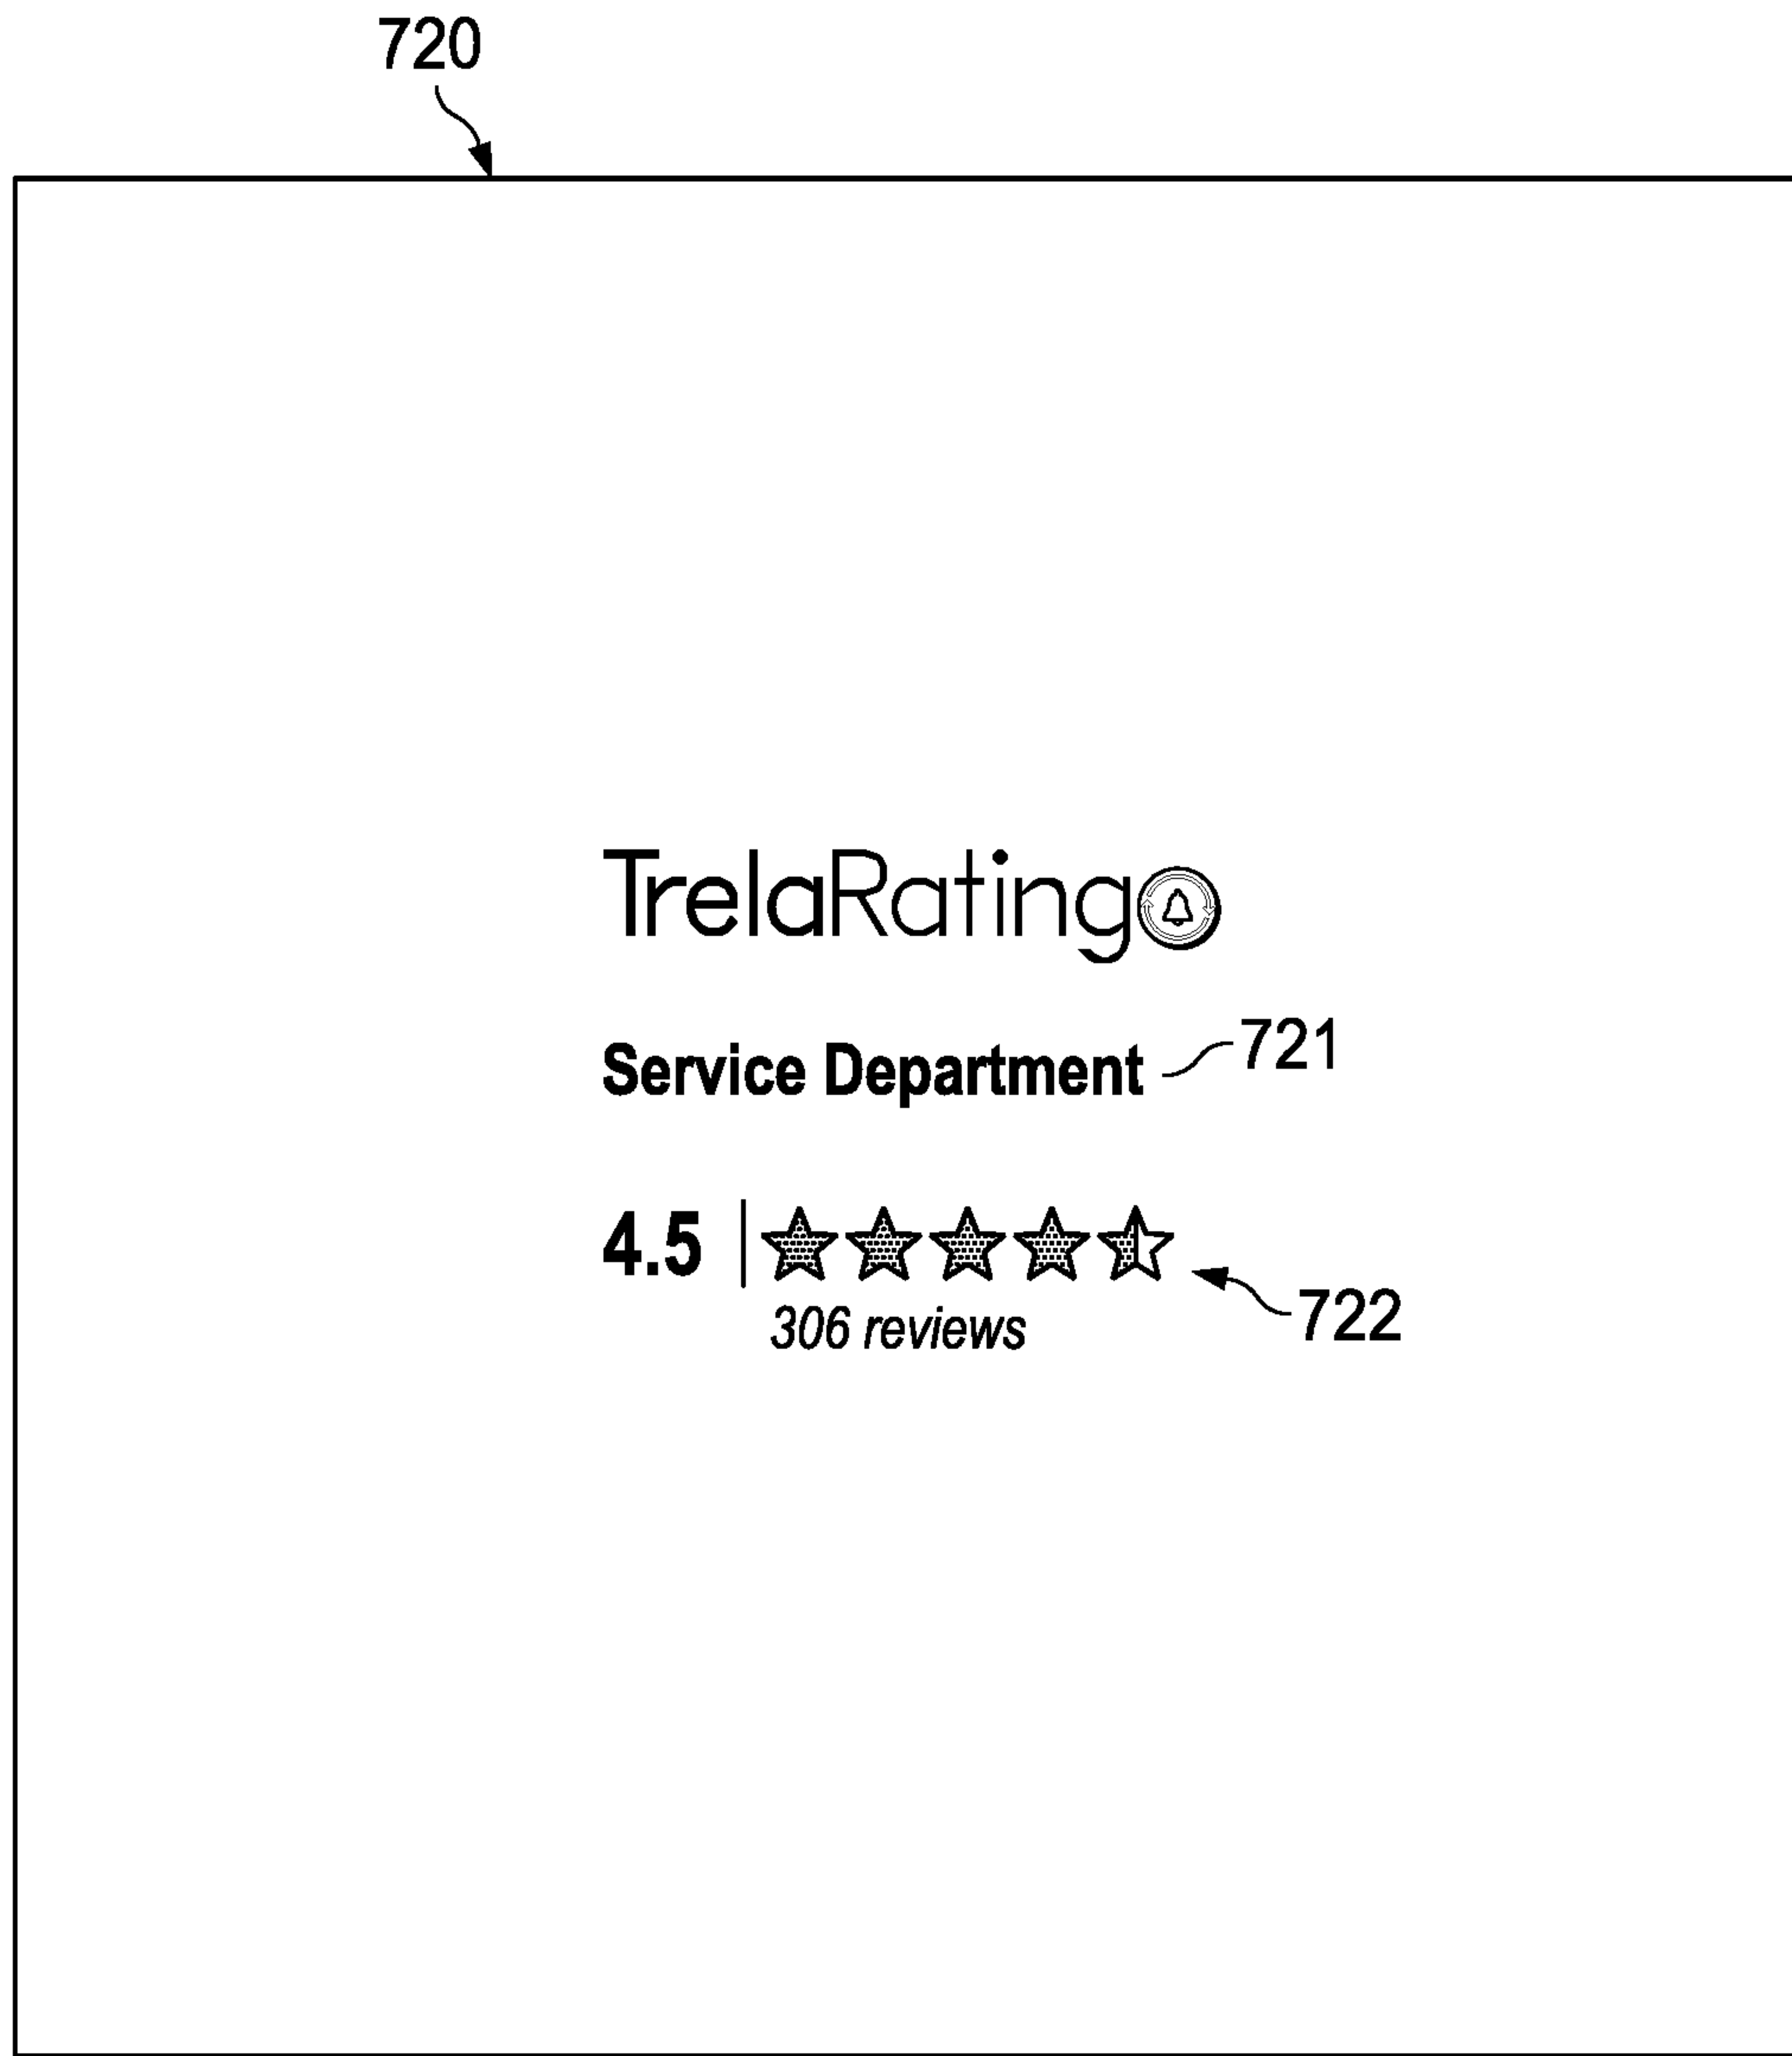 720
TrelaRating
Service Department 721
4.5
306 reviews 722